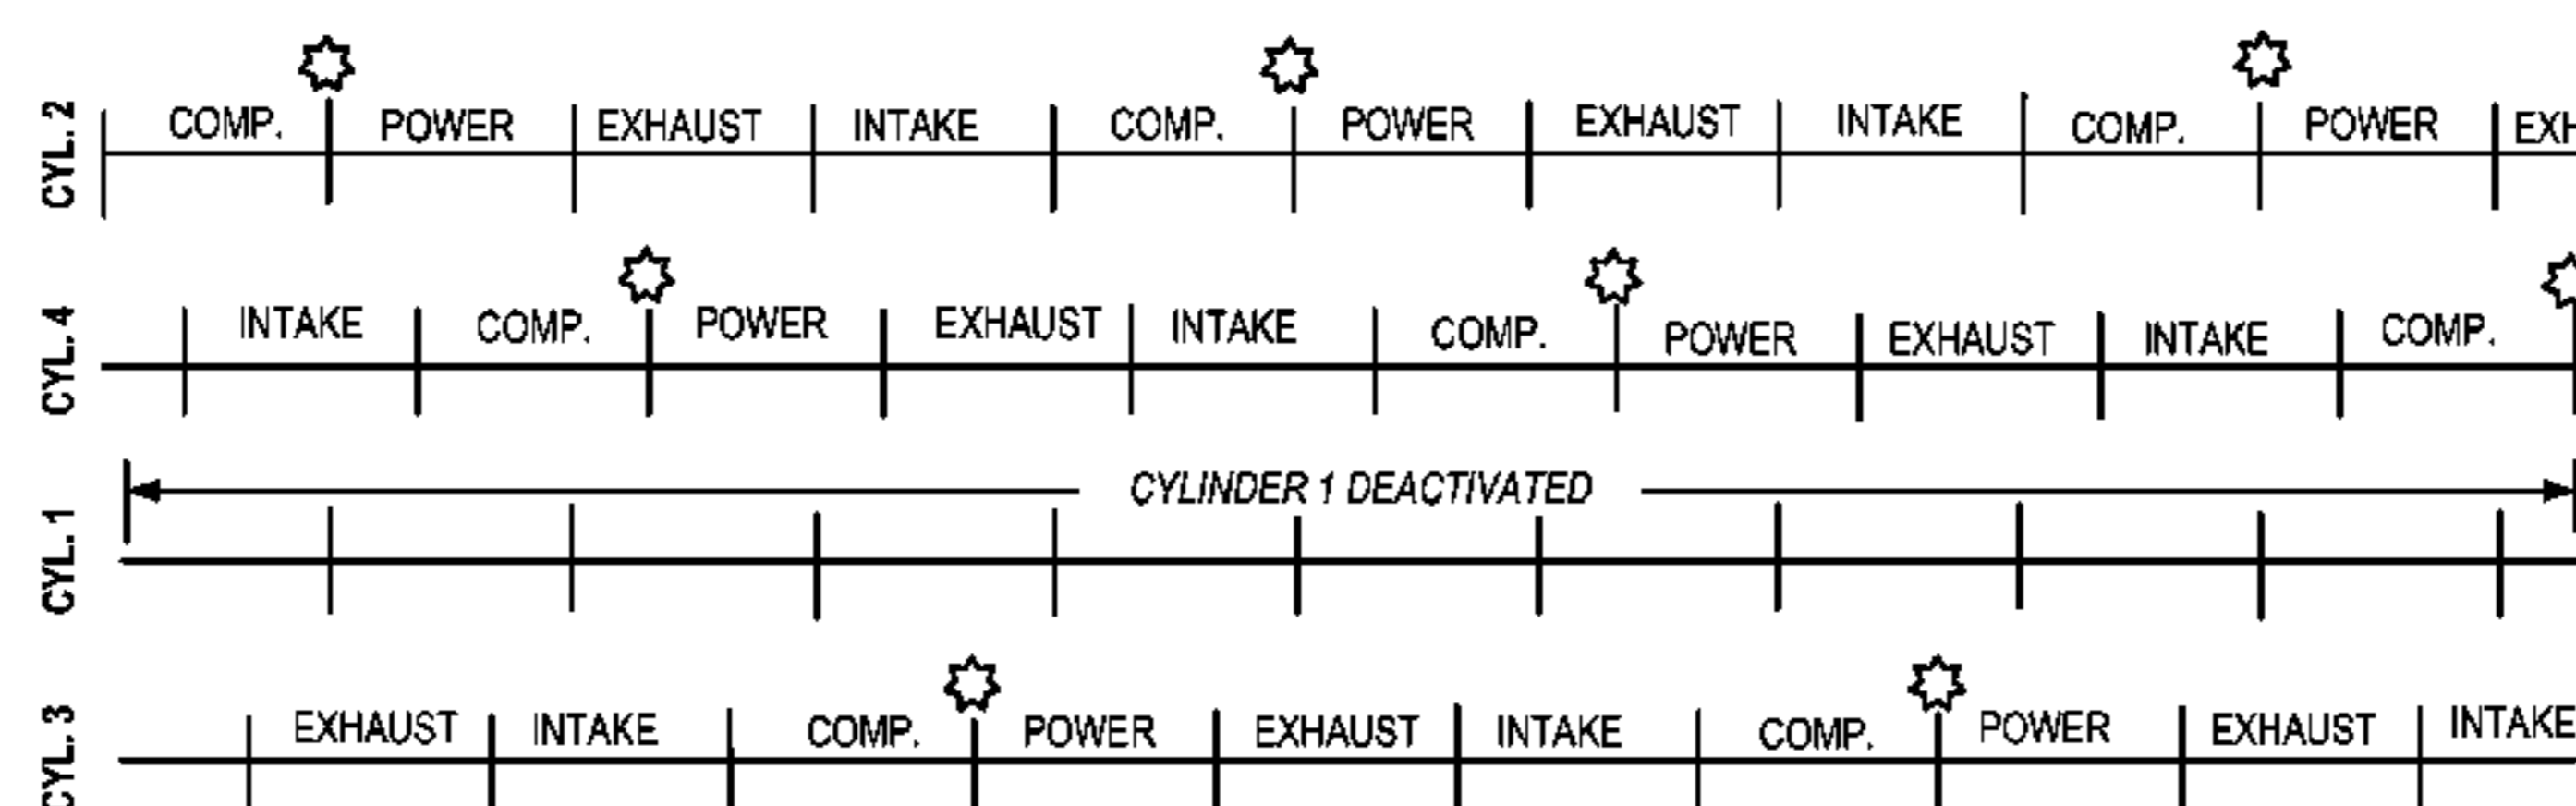 CYL. 2 COMP. POWER EXHAUST INTAKE COMP. POWER EXHAUST INTAKE COMP. POWER EXH
CYL. 4 INTAKE COMP. POWER EXHAUST INTAKE COMP. POWER EXHAUST INTAKE COMP.
CYLINDER 1 DEACTIVATED
CYL. 1
CYL. 3 EXHAUST INTAKE COMP. POWER EXHAUST INTAKE COMP. POWER EXHAUST INTAKE